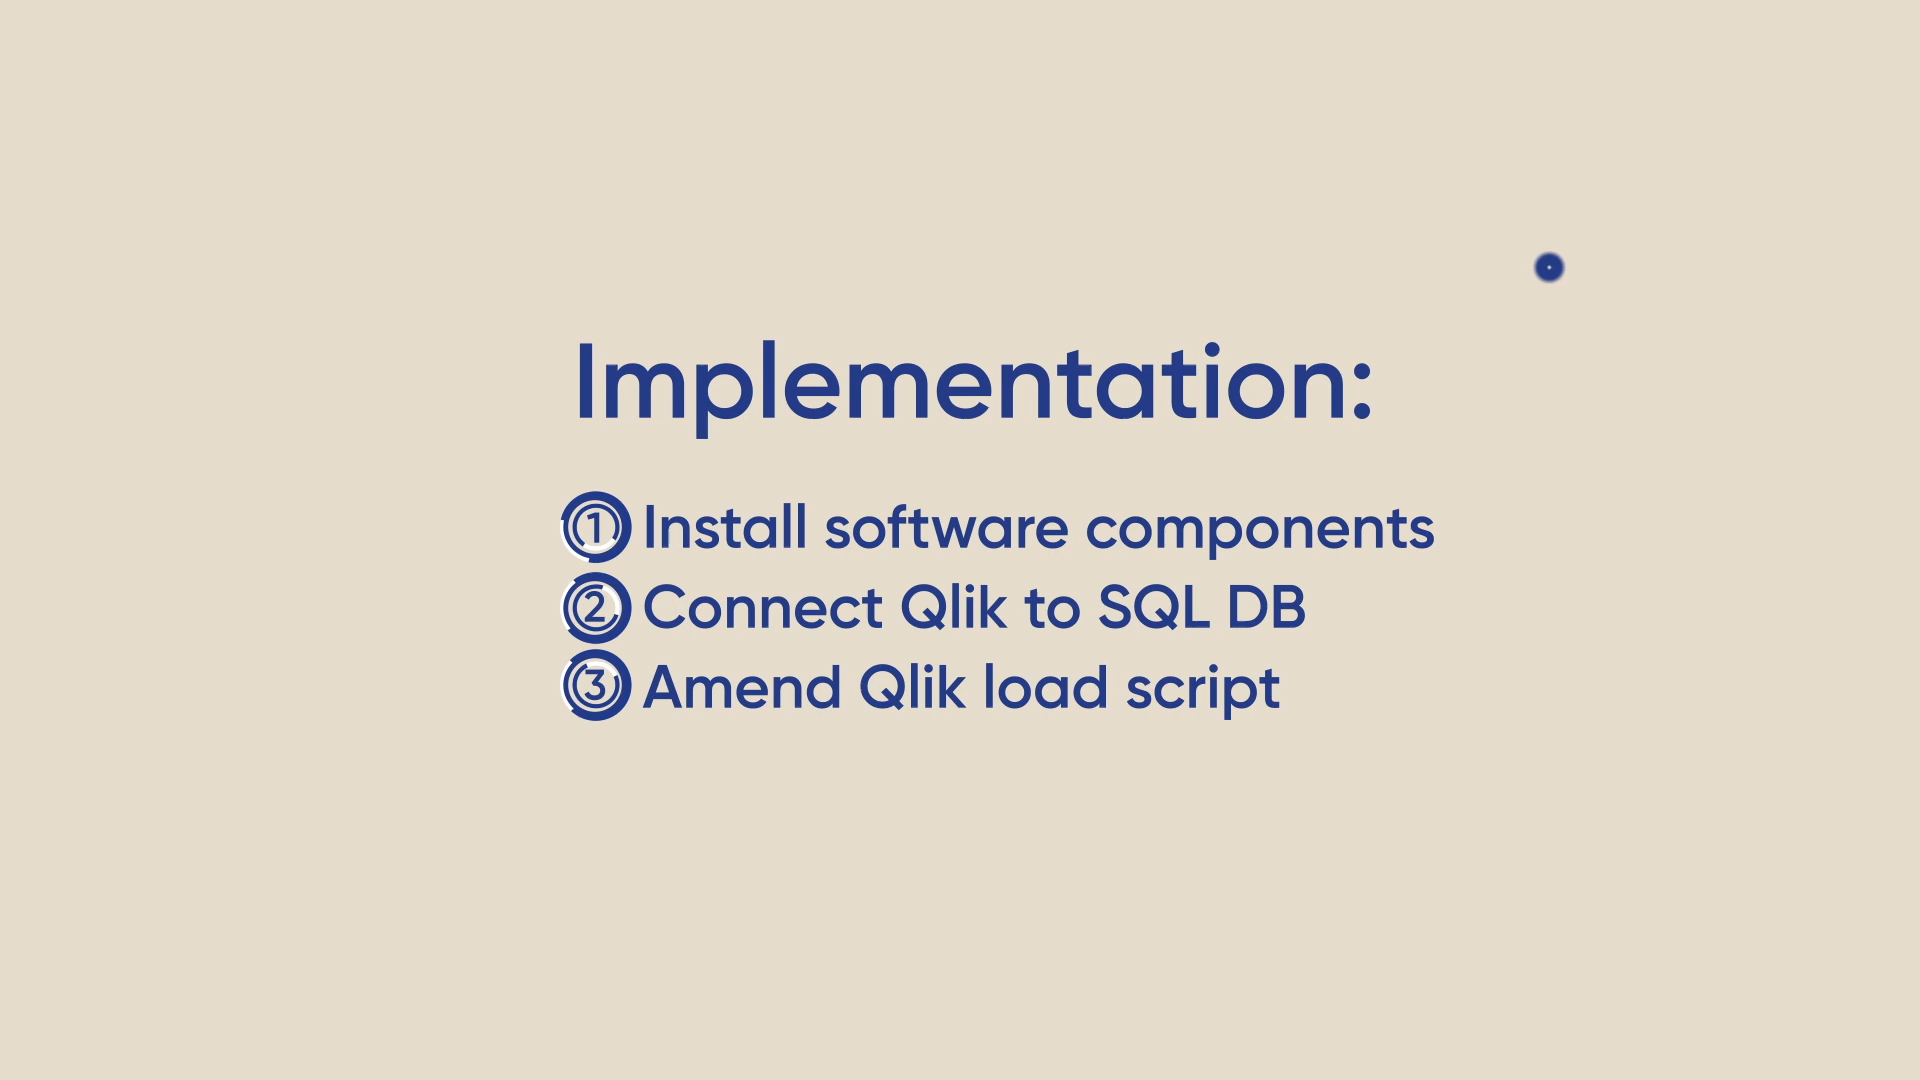 Implementation:
1 Install software components
2 Connect Qlik to SQL DB
3 Amend Qlik load script